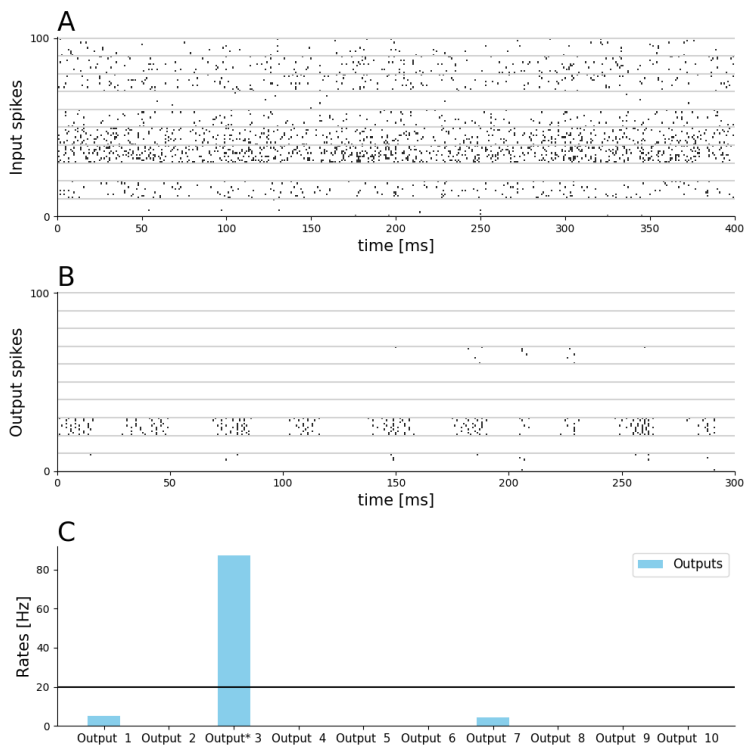 A
Input spikes
100
0
0 50 100 150 200 250 300 350 400
time [ms]
B
Output spikes
100
0
0 50 100 150 200 250 300
time [ms]
C
Rates [Hz]
80
60
40
20
0
Outputs
Output 1 Output 2 Output* 3 Output 4 Output 5 Output 6 Output 7 Output 8 Output 9 Output 10